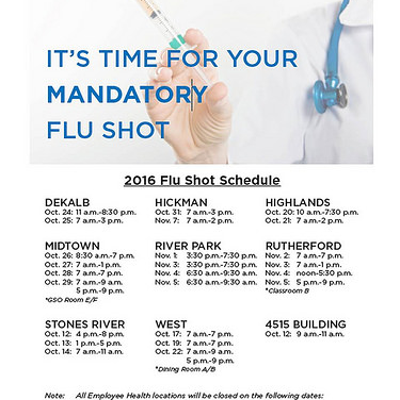 IT'S TIME FOR YOUR
MANDATORY
FLU SHOT
2016 Flu Shot Schedule
DEKALB
Oct. 24: 11 a.m.-8:30 p.m.
Oct. 25: 7 a.m.-3 p.m.
HICKMAN
Oct. 31: 7 a.m.-3 p.m.
Nov. 7: 7 a.m.-2 p.m.
HIGHLANDS
Oct. 20: 10 a.m.-7:30 p.m.
Oct. 21: 7 a.m.-2 p.m.
MIDTOWN
Oct. 26: 8:30 a.m.-7 p.m.
Oct. 27: 7 a.m.-1 p.m.
Oct. 28: 7 a.m.-7 p.m.
Oct. 29: 7 a.m.-9 a.m.
5 p.m.-9 p.m.
*GSO Room E/F
RIVER PARK
Nov. 1: 3:30 p.m.-7:30 p.m.
Nov. 3: 3:30 p.m.-7:30 p.m.
Nov. 4: 6:30 a.m.-9:30 a.m.
Nov. 5: 6:30 a.m.-9:30 a.m.
RUTHERFORD
Nov. 2: 7 a.m.-7 p.m.
Nov. 3: 7 a.m.-1 p.m.
Nov. 4: noon-5:30 p.m.
Nov. 5: 5 p.m.-9 p.m.
*Classroom B
STONES RIVER
Oct. 12: 4 p.m.-8 p.m.
Oct. 13: 1 p.m.-5 p.m.
Oct. 14: 7 a.m.-11 a.m.
WEST
Oct. 17: 7 a.m.-7 p.m.
Oct. 19: 7 a.m.-7 p.m.
Oct. 22: 7 a.m.-9 a.m.
5 p.m.-9 p.m.
*Dining Room A/B
4515 BUILDING
Oct. 12: 9 a.m.-11 a.m.
Note: All Employee Health locations will be closed on the following dates: